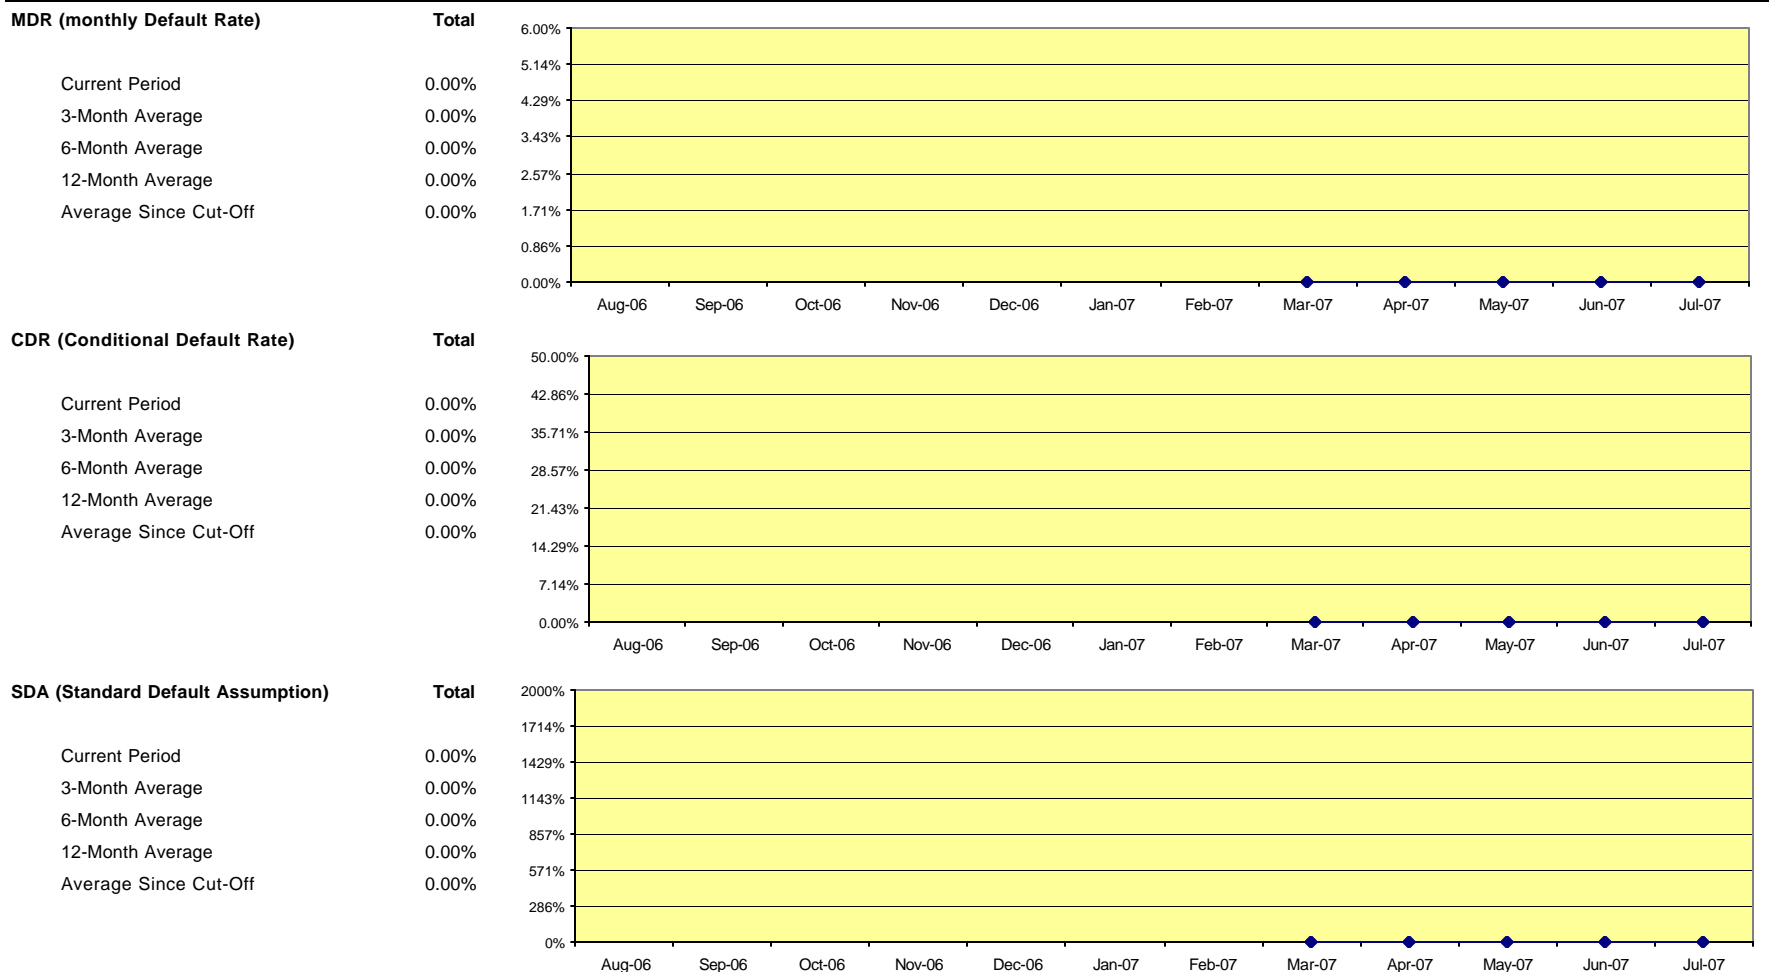 MDR (monthly Default Rate) Total
Current Period 0.00%
3-Month Average 0.00%
6-Month Average 0.00%
12-Month Average 0.00%
Average Since Cut-Off 0.00%
6.00%
5.14%
4.29%
3.43%
2.57%
1.71%
0.86%
0.00%
Aug-06 Sep-06 Oct-06 Nov-06 Dec-06 Jan-07 Feb-07 Mar-07 Apr-07 May-07 Jun-07 Jul-07
CDR (Conditional Default Rate) Total
Current Period 0.00%
3-Month Average 0.00%
6-Month Average 0.00%
12-Month Average 0.00%
Average Since Cut-Off 0.00%
50.00%
42.86%
35.71%
28.57%
21.43%
14.29%
7.14%
0.00%
Aug-06 Sep-06 Oct-06 Nov-06 Dec-06 Jan-07 Feb-07 Mar-07 Apr-07 May-07 Jun-07 Jul-07
SDA (Standard Default Assumption) Total
Current Period 0.00%
3-Month Average 0.00%
6-Month Average 0.00%
12-Month Average 0.00%
Average Since Cut-Off 0.00%
2000%
1714%
1429%
1143%
857%
571%
286%
0%
Aug-06 Sep-06 Oct-06 Nov-06 Dec-06 Jan-07 Feb-07 Mar-07 Apr-07 May-07 Jun-07 Jul-07